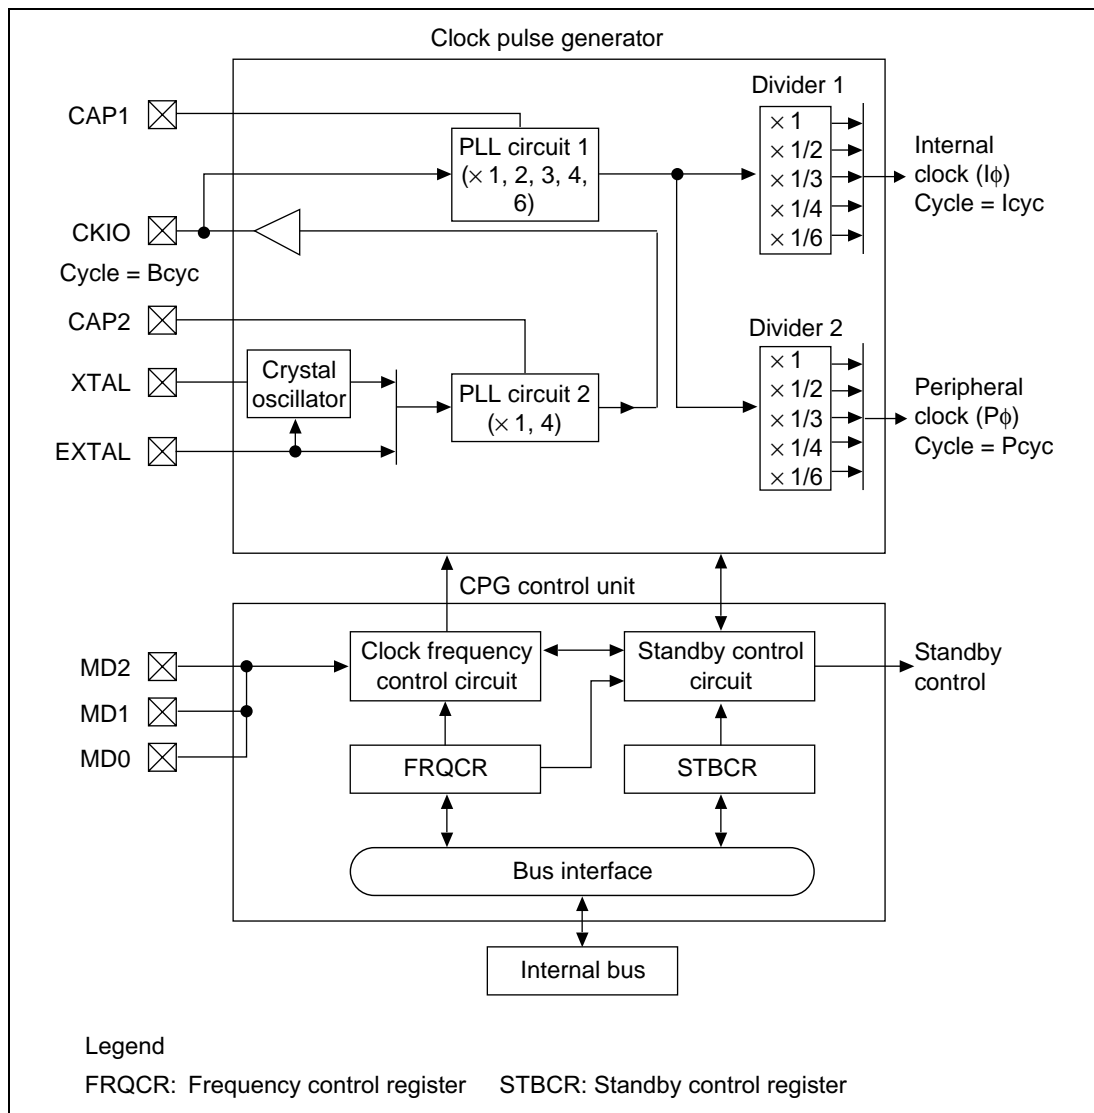 Clock pulse generator
CAP1
CKIO
Cycle = Bcyc
CAP2
XTAL
EXTAL
PLL circuit 1
(× 1, 2, 3, 4,
6)
Crystal
oscillator
PLL circuit 2
(× 1, 4)
Divider 1
× 1
× 1/2
× 1/3
× 1/4
× 1/6
Internal
clock (Iϕ)
Cycle = Icyc
Divider 2
× 1
× 1/2
× 1/3
× 1/4
× 1/6
Peripheral
clock (Pϕ)
Cycle = Pcyc
CPG control unit
MD2
MD1
MD0
Clock frequency
control circuit
Standby control
circuit
Standby
control
FRQCR
STBCR
Bus interface
Internal bus
Legend
FRQCR: Frequency control register STBCR: Standby control register